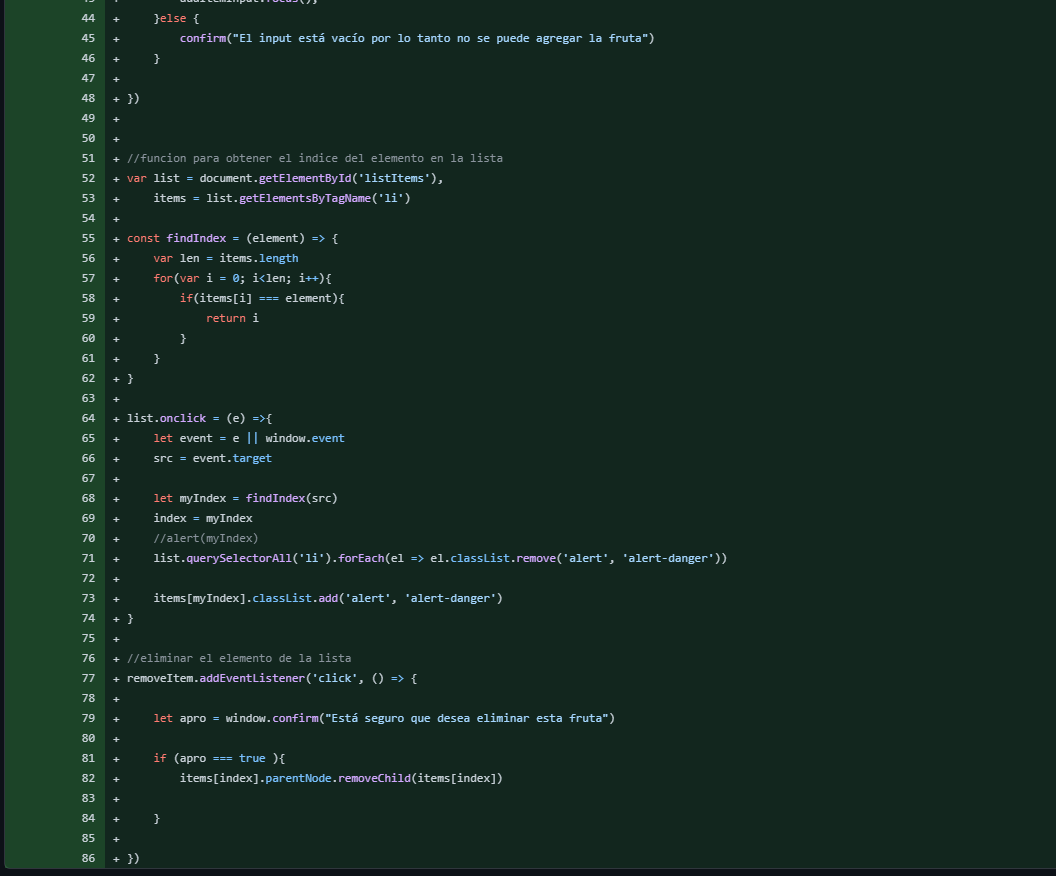 44 +     }else {
45 +         confirm("El input está vacío por lo tanto no se puede agregar la fruta")
46 +     }
47 +
48 + })
49 +
50 +
51 + //funcion para obtener el indice del elemento en la lista
52 + var list = document.getElementById('listItems'),
53 +     items = list.getElementsByTagName('li')
54 +
55 + const findIndex = (element) => {
56 +     var len = items.length
57 +     for(var i = 0; i<len; i++){
58 +         if(items[i] === element){
59 +             return i
60 +         }
61 +     }
62 + }
63 +
64 + list.onclick = (e) =>{
65 +     let event = e || window.event
66 +     src = event.target
67 +
68 +     let myIndex = findIndex(src)
69 +     index = myIndex
70 +     //alert(myIndex)
71 +     list.querySelectorAll('li').forEach(el => el.classList.remove('alert', 'alert-danger'))
72 +
73 +     items[myIndex].classList.add('alert', 'alert-danger')
74 + }
75 +
76 + //eliminar el elemento de la lista
77 + removeItem.addEventListener('click', () => {
78 +
79 +     let apro = window.confirm("Está seguro que desea eliminar esta fruta")
80 +
81 +     if (apro === true ){
82 +         items[index].parentNode.removeChild(items[index])
83 +
84 +     }
85 +
86 + })